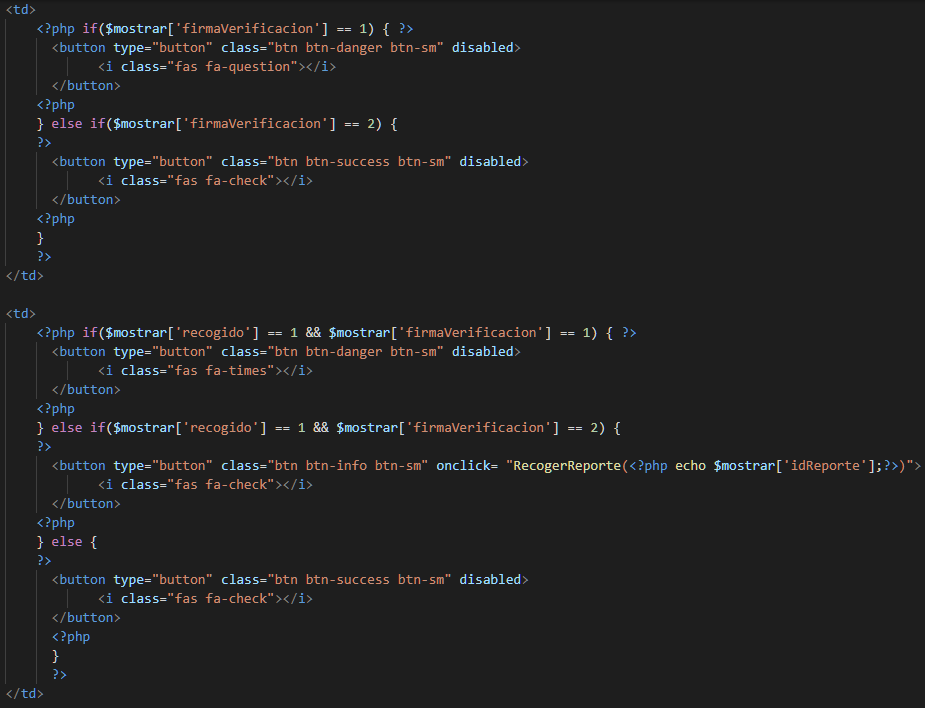 <td>
<?php if($mostrar['firmaVerificacion'] == 1) { ?>
<button type="button" class="btn btn-danger btn-sm" disabled>
<i class="fas fa-question"></i>
</button>
<?php
} else if($mostrar['firmaVerificacion'] == 2) {
?>
<button type="button" class="btn btn-success btn-sm" disabled>
<i class="fas fa-check"></i>
</button>
<?php
}
?>
</td>
<td>
<?php if($mostrar['recogido'] == 1 && $mostrar['firmaVerificacion'] == 1) { ?>
<button type="button" class="btn btn-danger btn-sm" disabled>
<i class="fas fa-times"></i>
</button>
<?php
} else if($mostrar['recogido'] == 1 && $mostrar['firmaVerificacion'] == 2) {
?>
<button type="button" class="btn btn-info btn-sm" onclick= "RecogerReporte(<?php echo $mostrar['idReporte'];?>)">
<i class="fas fa-check"></i>
</button>
<?php
} else {
?>
<button type="button" class="btn btn-success btn-sm" disabled>
<i class="fas fa-check"></i>
</button>
<?php
}
?>
</td>